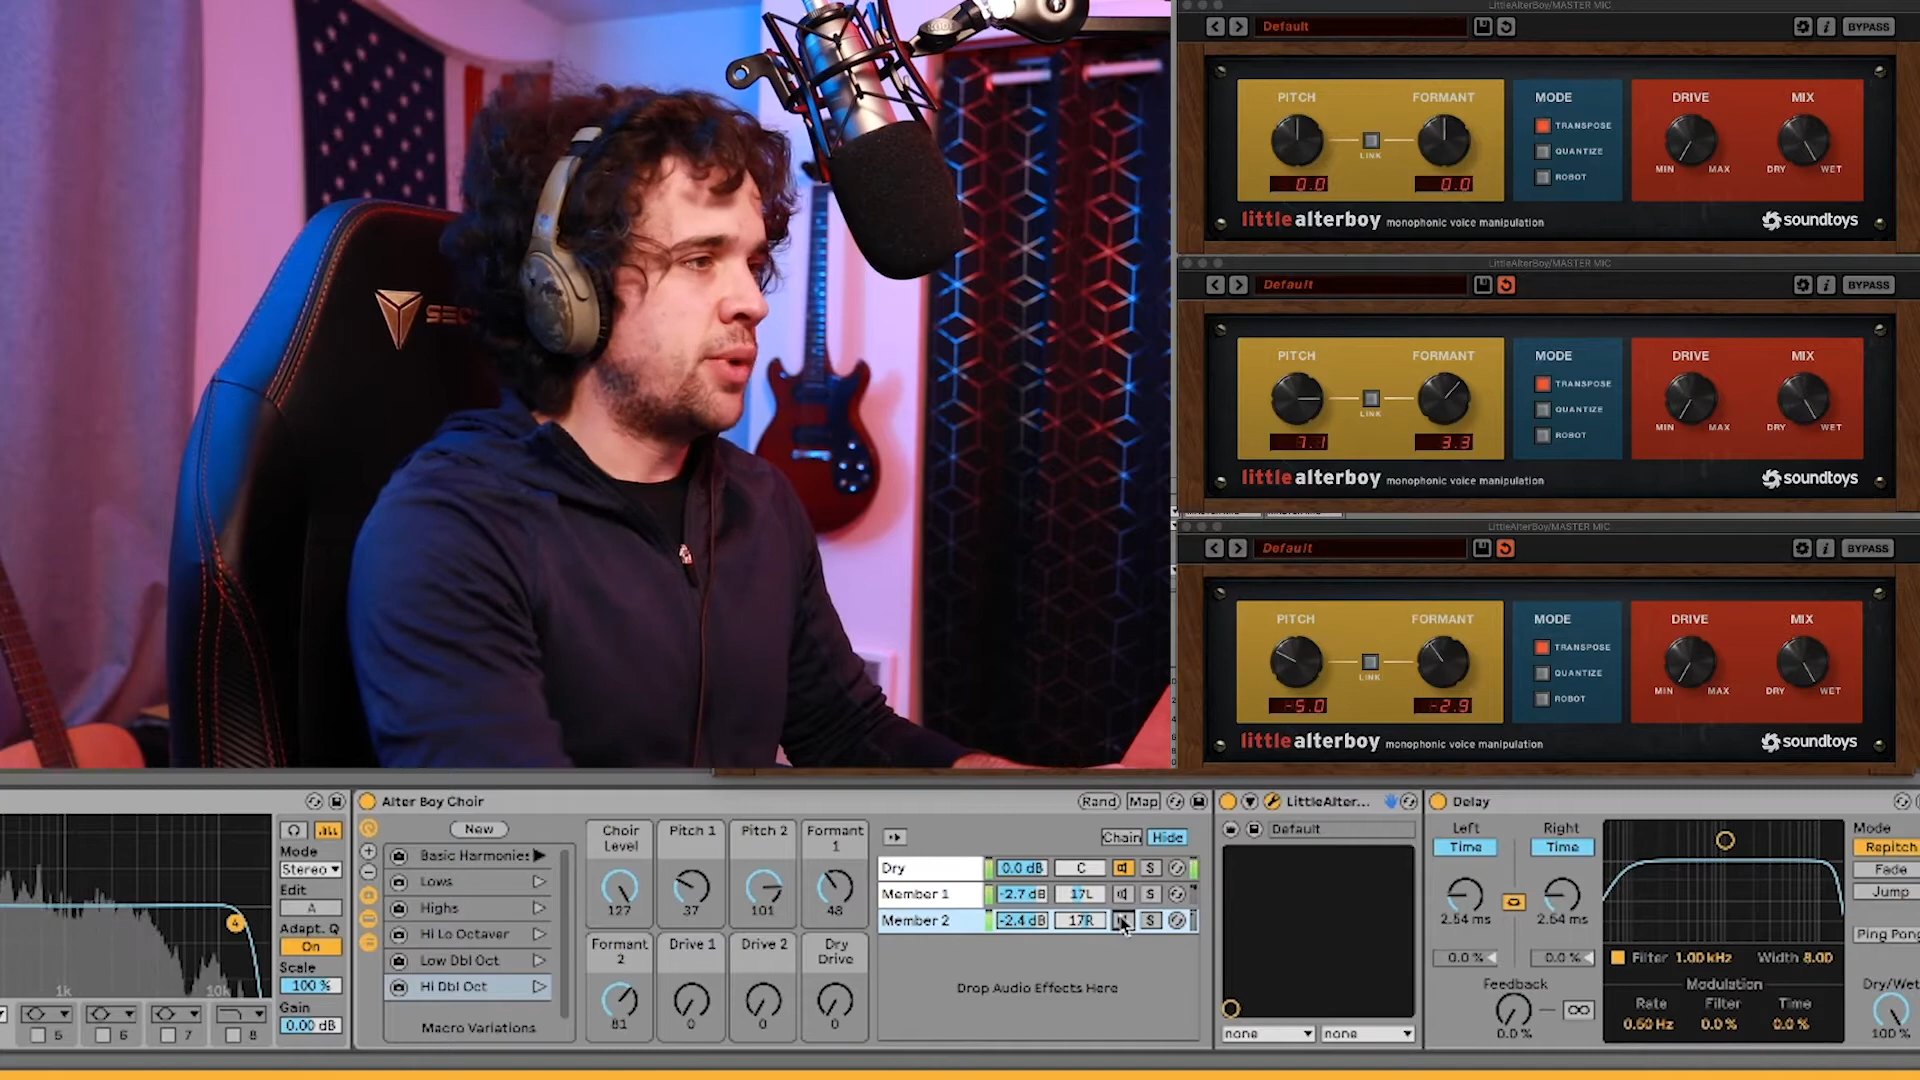 LittleAlterBoy/MASTER MIC
Default
BYPASS
PITCH FORMANT MODE DRIVE MIX
TRANSPOSE
QUANTIZE
ROBOT
LINK
MIN MAX DRY WET
0.0 0.0
littlealterboy monophonic voice manipulation soundtoys
LittleAlterBoy/MASTER MIC
Default
BYPASS
PITCH FORMANT MODE DRIVE MIX
TRANSPOSE
QUANTIZE
ROBOT
LINK
MIN MAX DRY WET
7.1 3.3
littlealterboy monophonic voice manipulation soundtoys
LittleAlterBoy/MASTER MIC
Default
BYPASS
PITCH FORMANT MODE DRIVE MIX
TRANSPOSE
QUANTIZE
ROBOT
LINK
MIN MAX DRY WET
-5.0 -2.9
littlealterboy monophonic voice manipulation soundtoys
1k 10k
4
5 6 7 8
Mode
Stereo
Edit
A
Adapt. Q
On
Scale
100 %
Gain
0.00 dB
Alter Boy Choir
Rand Map
New
Basic Harmonies
Lows
Highs
Hi Lo Octaver
Low Dbl Oct
Hi Dbl Oct
Macro Variations
Choir Level
127
Pitch 1
37
Pitch 2
101
Formant 1
48
Formant 2
81
Drive 1
0
Drive 2
0
Dry Drive
0
Chain Hide
Dry 0.0 dB C S
Member 1 -2.7 dB 17L S
Member 2 -2.4 dB 17R S
Drop Audio Effects Here
LittleAlter...
Default
none none
Delay
Left Right
Time Time
2.54 ms 2.54 ms
0.0 % 0.0 %
Feedback
0.0 %
Filter 1.00 kHz Width 8.00
Modulation
Rate Filter Time
0.50 Hz 0.0 % 0.0 %
Mode
Repitch
Fade
Jump
Ping Pong
Dry/Wet
100 %